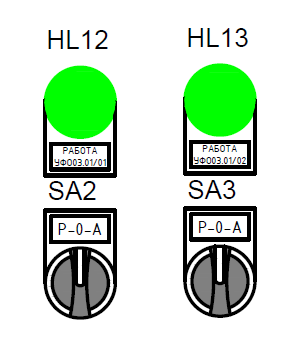 HL12
HL13
РАБОТА
УФ003.01/01
РАБОТА
УФ003.01/02
SA2
SA3
Р-0-А
Р-0-А